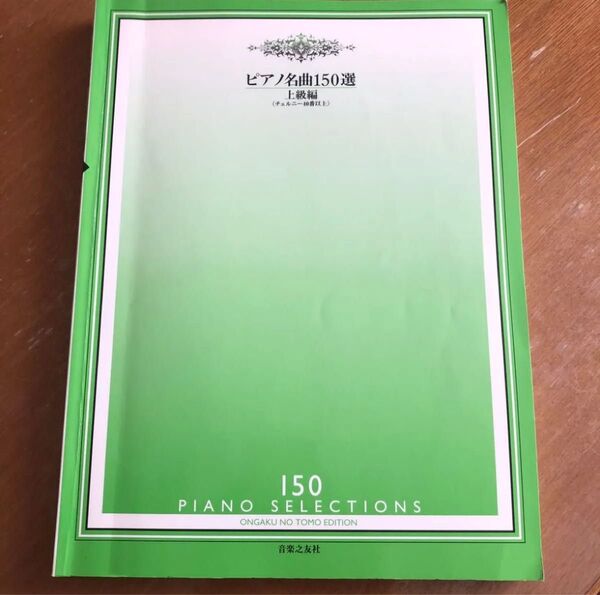 ピアノ名曲150選
上級編
(チェルニー40番以上)
150
PIANO SELECTIONS
ONGAKU NO TOMO EDITION
音楽之友社